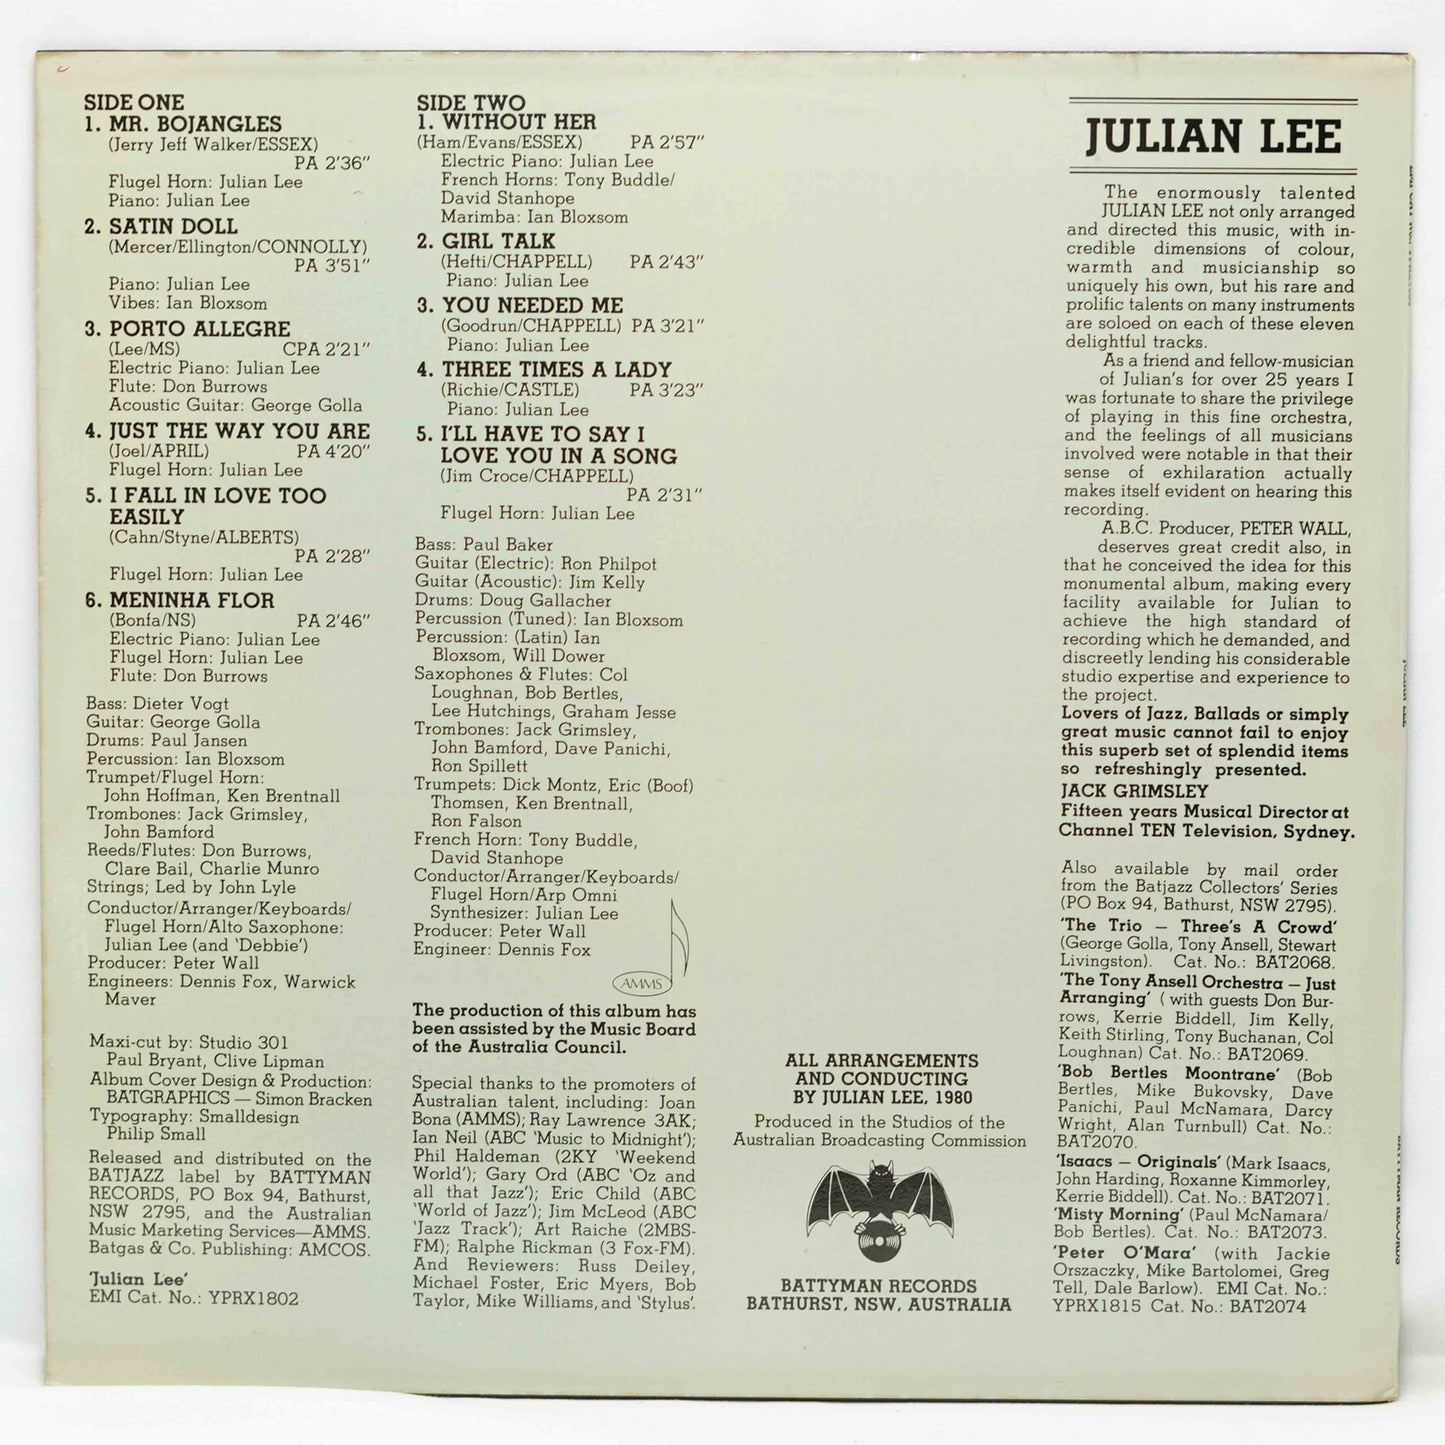 SIDE ONE
1. MR. BOJANGLES
(Jerry Jeff Walker/ESSEX)
PA 2'36"
Flugel Horn: Julian Lee
Piano: Julian Lee
2. SATIN DOLL
(Mercer/Ellington/CONNOLLY)
PA 3'51"
Piano: Julian Lee
Vibes: Ian Bloxsom
3. PORTO ALLEGRE
(Lee/MS) CPA 2'21"
Electric Piano: Julian Lee
Flute: Don Burrows
Acoustic Guitar: George Golla
4. JUST THE WAY YOU ARE
(Joel/APRIL) PA 4'20"
Flugel Horn: Julian Lee
5. I FALL IN LOVE TOO
EASILY
(Cahn/Styne/ALBERTS)
PA 2'28"
Flugel Horn: Julian Lee
6. MENINHA FLOR
(Bonfa/NS) PA 2'46"
Electric Piano: Julian Lee
Flugel Horn: Julian Lee
Flute: Don Burrows
Bass: Dieter Vogt
Guitar: George Golla
Drums: Paul Jansen
Percussion: Ian Bloxsom
Trumpet/Flugel Horn:
John Hoffman, Ken Brentnall
Trombones: Jack Grimsley,
John Bamford
Reeds/Flutes: Don Burrows,
Clare Bail, Charlie Munro
Strings; Led by John Lyle
Conductor/Arranger/Keyboards/
Flugel Horn/Alto Saxophone:
Julian Lee (and 'Debbie')
Producer: Peter Wall
Engineers: Dennis Fox, Warwick
Maver
Maxi-cut by: Studio 301
Paul Bryant, Clive Lipman
Album Cover Design & Production:
BATGRAPHICS — Simon Bracken
Typography: Smalldesign
Philip Small
Released and distributed on the
BATJAZZ label by BATTYMAN
RECORDS, PO Box 94, Bathurst,
NSW 2795, and the Australian
Music Marketing Services—AMMS.
Batgas & Co. Publishing: AMCOS.
'Julian Lee'
EMI Cat. No.: YPRX1802
SIDE TWO
1. WITHOUT HER
(Ham/Evans/ESSEX) PA 2'57"
Electric Piano: Julian Lee
French Horns: Tony Buddle/
David Stanhope
Marimba: Ian Bloxsom
2. GIRL TALK
(Hefti/CHAPPELL) PA 2'43"
Piano: Julian Lee
3. YOU NEEDED ME
(Goodrun/CHAPPELL) PA 3'21"
Piano: Julian Lee
4. THREE TIMES A LADY
(Richie/CASTLE) PA 3'23"
Piano: Julian Lee
5. I'LL HAVE TO SAY I
LOVE YOU IN A SONG
(Jim Croce/CHAPPELL)
PA 2'31"
Flugel Horn: Julian Lee
Bass: Paul Baker
Guitar (Electric): Ron Philpot
Guitar (Acoustic): Jim Kelly
Drums: Doug Gallacher
Percussion (Tuned): Ian Bloxsom
Percussion: (Latin) Ian
Bloxsom, Will Dower
Saxophones & Flutes: Col
Loughnan, Bob Bertles,
Lee Hutchings, Graham Jesse
Trombones: Jack Grimsley,
John Bamford, Dave Panichi,
Ron Spillett
Trumpets: Dick Montz, Eric (Boof)
Thomsen, Ken Brentnall,
Ron Falson
French Horn: Tony Buddle,
David Stanhope
Conductor/Arranger/Keyboards/
Flugel Horn/Arp Omni
Synthesizer: Julian Lee
Producer: Peter Wall
Engineer: Dennis Fox
AMMS
The production of this album has
been assisted by the Music Board
of the Australia Council.
Special thanks to the promoters of
Australian talent, including: Joan
Bona (AMMS); Ray Lawrence 3AK;
Ian Neil (ABC 'Music to Midnight');
Phil Haldeman (2KY 'Weekend
World'); Gary Ord (ABC 'Oz and
all that Jazz'); Eric Child (ABC
'World of Jazz'); Jim McLeod (ABC
'Jazz Track'); Art Raiche (2MBS-
FM); Ralphe Rickman (3 Fox-FM).
And Reviewers: Russ Deiley,
Michael Foster, Eric Myers, Bob
Taylor, Mike Williams, and 'Stylus'.
ALL ARRANGEMENTS
AND CONDUCTING
BY JULIAN LEE, 1980
Produced in the Studios of the
Australian Broadcasting Commission
BATTYMAN RECORDS
BATHURST, NSW, AUSTRALIA
JULIAN LEE
The enormously talented
JULIAN LEE not only arranged
and directed this music, with in-
credible dimensions of colour,
warmth and musicianship so
uniquely his own, but his rare and
prolific talents on many instruments
are soloed on each of these eleven
delightful tracks.
As a friend and fellow-musician
of Julian's for over 25 years I
was fortunate to share the privilege
of playing in this fine orchestra,
and the feelings of all musicians
involved were notable in that their
sense of exhilaration actually
makes itself evident on hearing this
recording.
A.B.C. Producer, PETER WALL,
deserves great credit also, in
that he conceived the idea for this
monumental album, making every
facility available for Julian to
achieve the high standard of
recording which he demanded, and
discreetly lending his considerable
studio expertise and experience to
the project.
Lovers of Jazz, Ballads or simply
great music cannot fail to enjoy
this superb set of splendid items
so refreshingly presented.
JACK GRIMSLEY
Fifteen years Musical Director at
Channel TEN Television, Sydney.
Also available by mail order
from the Batjazz Collectors' Series
(PO Box 94, Bathurst, NSW 2795).
'The Trio — Three's A Crowd'
(George Golla, Tony Ansell, Stewart
Livingston). Cat. No.: BAT2068.
'The Tony Ansell Orchestra — Just
Arranging' ( with guests Don Bur-
rows, Kerrie Biddell, Jim Kelly,
Keith Stirling, Tony Buchanan, Col
Loughnan) Cat. No.: BAT2069.
'Bob Bertles Moontrane' (Bob
Bertles, Mike Bukovsky, Dave
Panichi, Paul McNamara, Darcy
Wright, Alan Turnbull) Cat. No.:
BAT2070.
'Isaacs — Originals' (Mark Isaacs,
John Harding, Roxanne Kimmorley,
Kerrie Biddell). Cat. No.: BAT2071.
'Misty Morning' (Paul McNamara/
Bob Bertles). Cat. No.: BAT2073.
'Peter O'Mara' (with Jackie
Orszaczky, Mike Bartolomei, Greg
Tell, Dale Barlow). EMI Cat. No.:
YPRX1815 Cat. No.: BAT2074
JULIAN LEE
BATTYMAN RECORDS